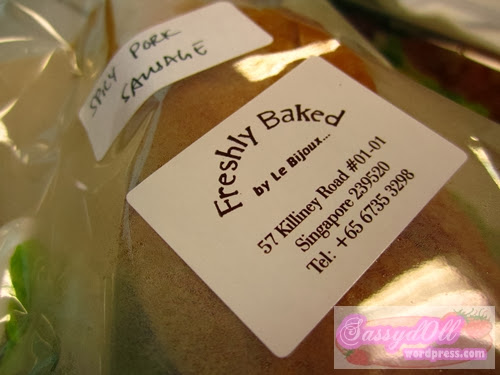 SPICY PORK
SAUSAGE
Freshly Baked
by Le Bijoux...
57 Killiney Road #01-01
Singapore 239520
Tel: +65 6735 3298
Sassyd0ll
wordpress.com